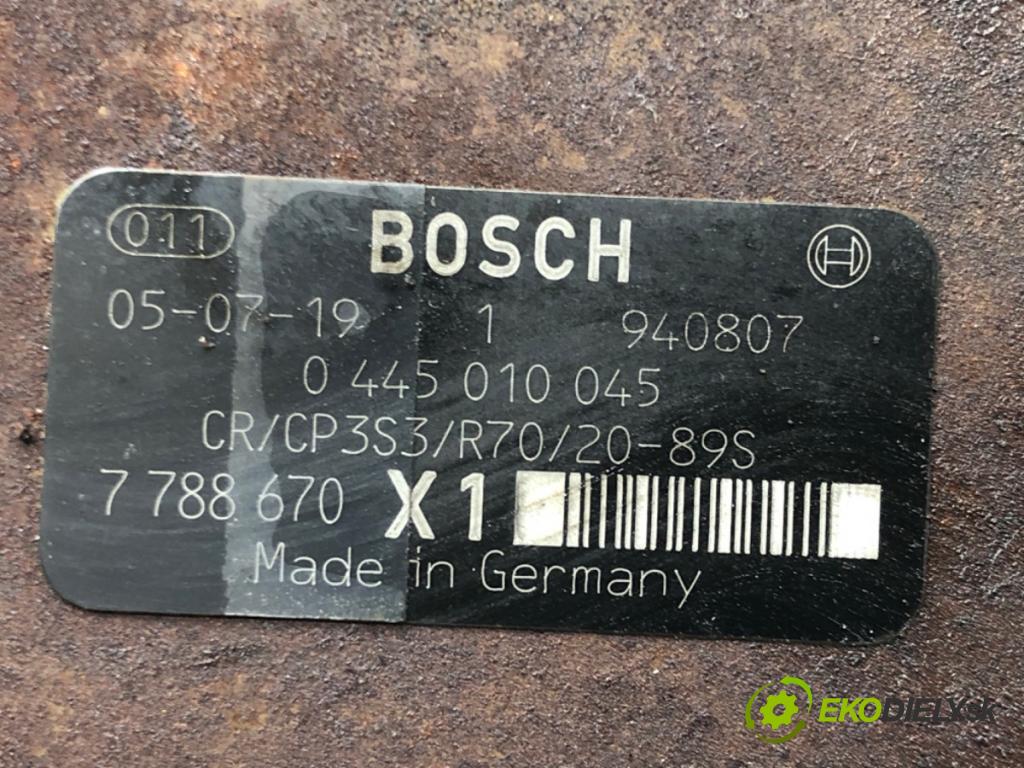 011 BOSCH
05-07-19 1 940807
0 445 010 045
CR/CP3S3/R70/20-89S
7 788 670 X1
Made in Germany
EKODIELY.sk